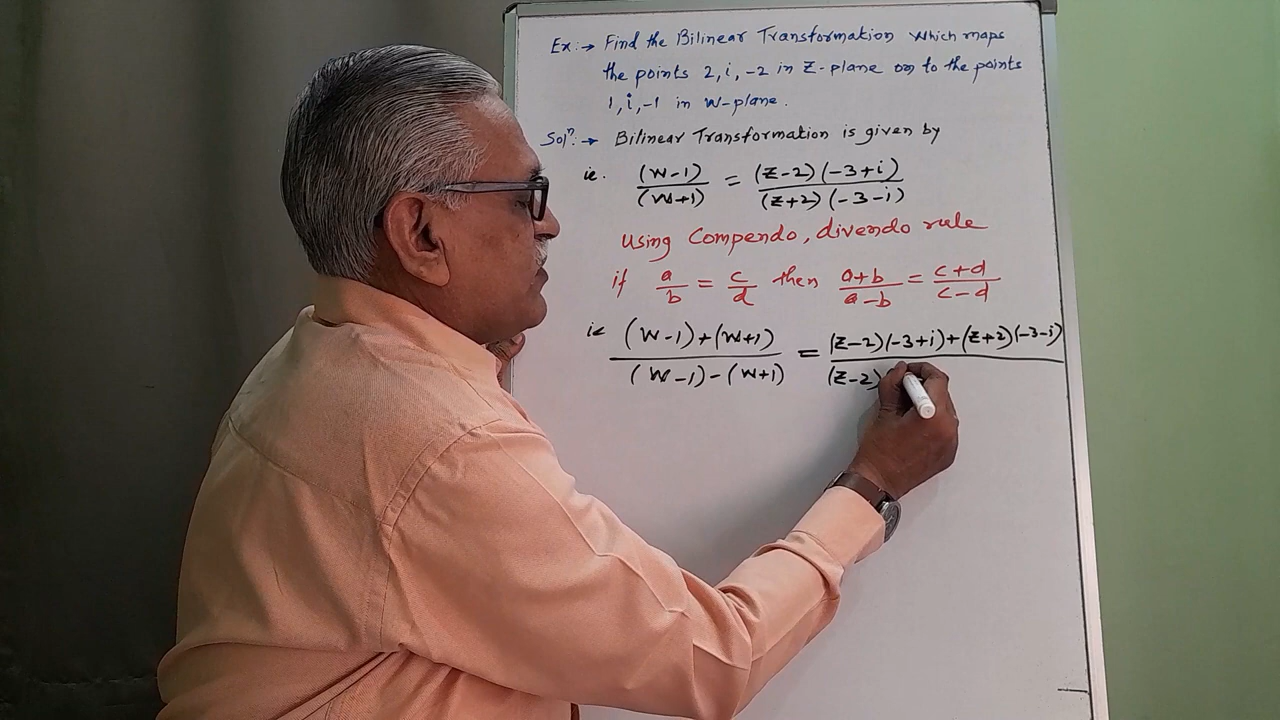 Ex:→ Find the Bilinear Transformation which maps
the points 2, i, -2 in Z-plane on to the points
1, i, -1 in W-plane.
Solⁿ:→ Bilinear Transformation is given by
ie. (W-1)/(W+1) = (Z-2)(-3+i)/(Z+2)(-3-i)
Using Compendo, divendo rule
if a/b = c/d then a+b/a-b = c+d/c-d
ie (W-1)+(W+1)/(W-1)-(W+1) = (Z-2)(-3+i)+(Z+2)(-3-i)/(Z-2)